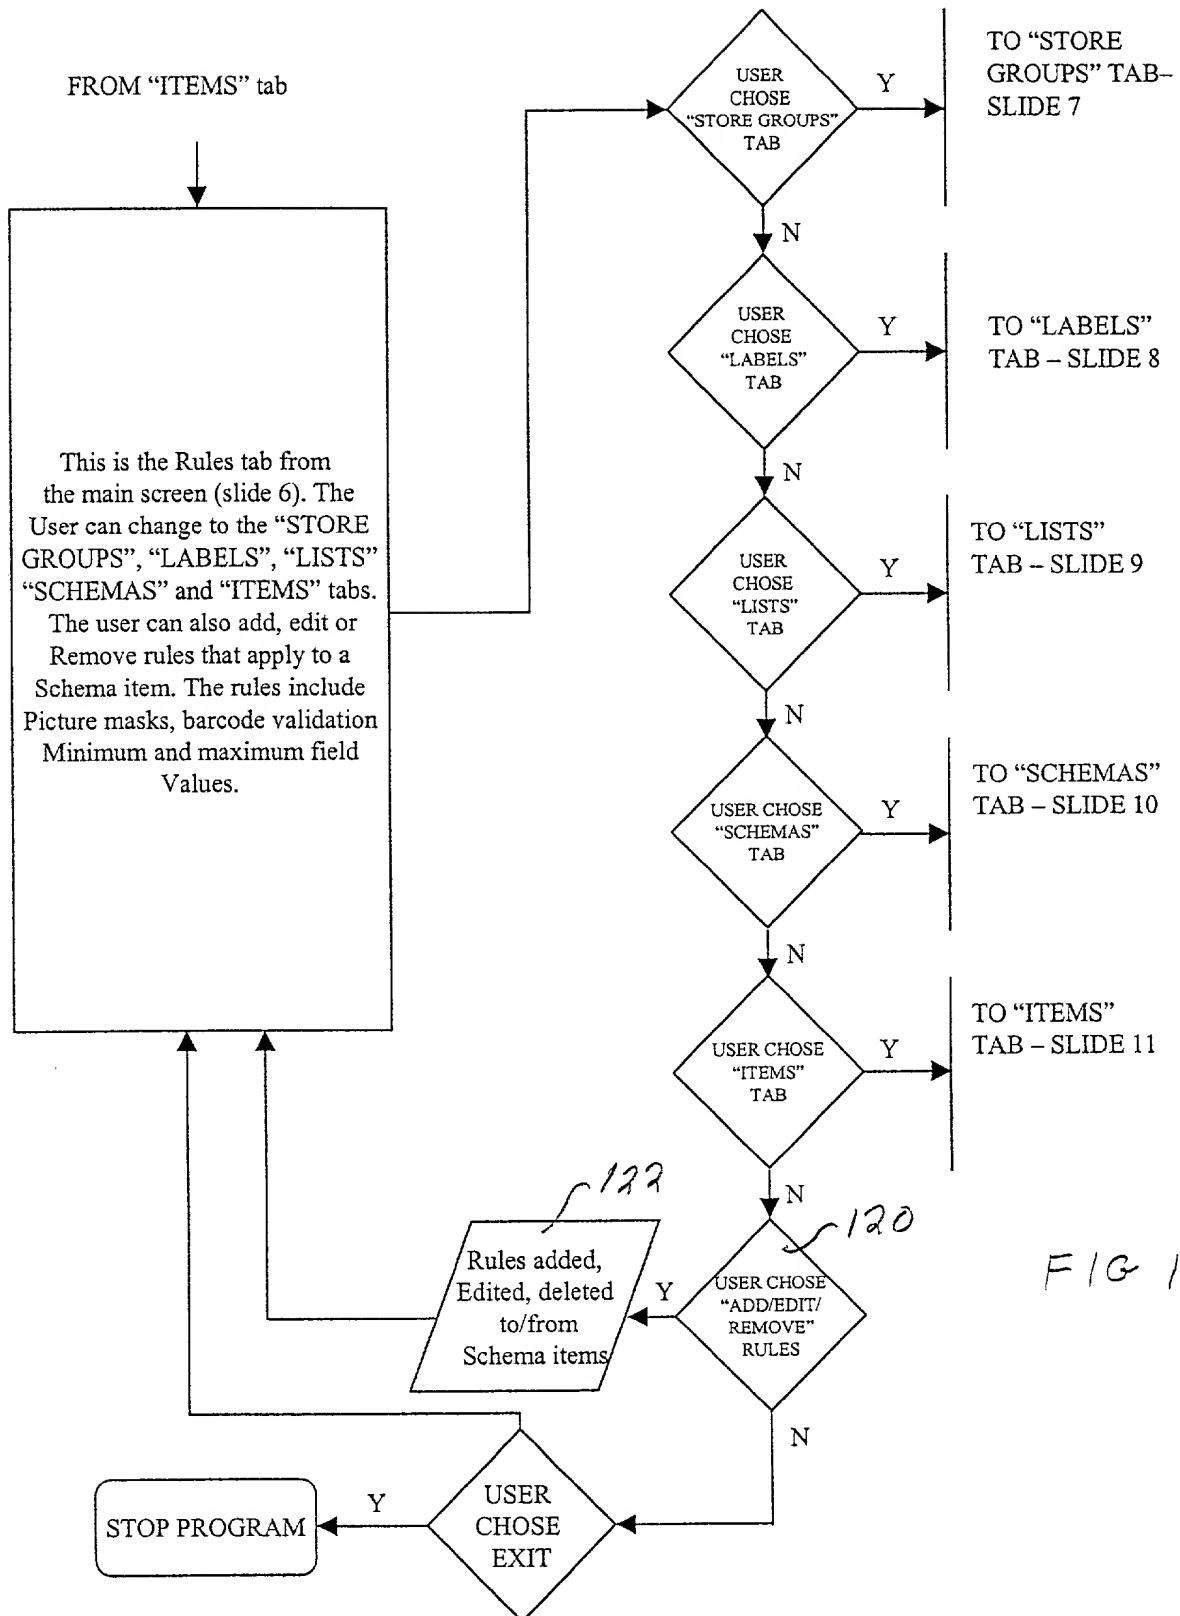 FROM “ITEMS” tab
This is the Rules tab from
the main screen (slide 6). The
User can change to the “STORE
GROUPS”, “LABELS”, “LISTS”
“SCHEMAS” and “ITEMS” tabs.
The user can also add, edit or
Remove rules that apply to a
Schema item. The rules include
Picture masks, barcode validation
Minimum and maximum field
Values.
USER
CHOSE
“STORE GROUPS”
TAB
Y
TO “STORE
GROUPS” TAB–
SLIDE 7
N
USER
CHOSE
“LABELS”
TAB
Y
TO “LABELS”
TAB – SLIDE 8
N
USER
CHOSE
“LISTS”
TAB
Y
TO “LISTS”
TAB – SLIDE 9
N
USER CHOSE
“SCHEMAS”
TAB
Y
TO “SCHEMAS”
TAB – SLIDE 10
N
USER CHOSE
“ITEMS”
TAB
Y
TO “ITEMS”
TAB – SLIDE 11
N
120
USER CHOSE
“ADD/EDIT/
REMOVE”
RULES
Y
122
Rules added,
Edited, deleted
to/from
Schema items
N
USER
CHOSE
EXIT
Y
STOP PROGRAM
FIG 1